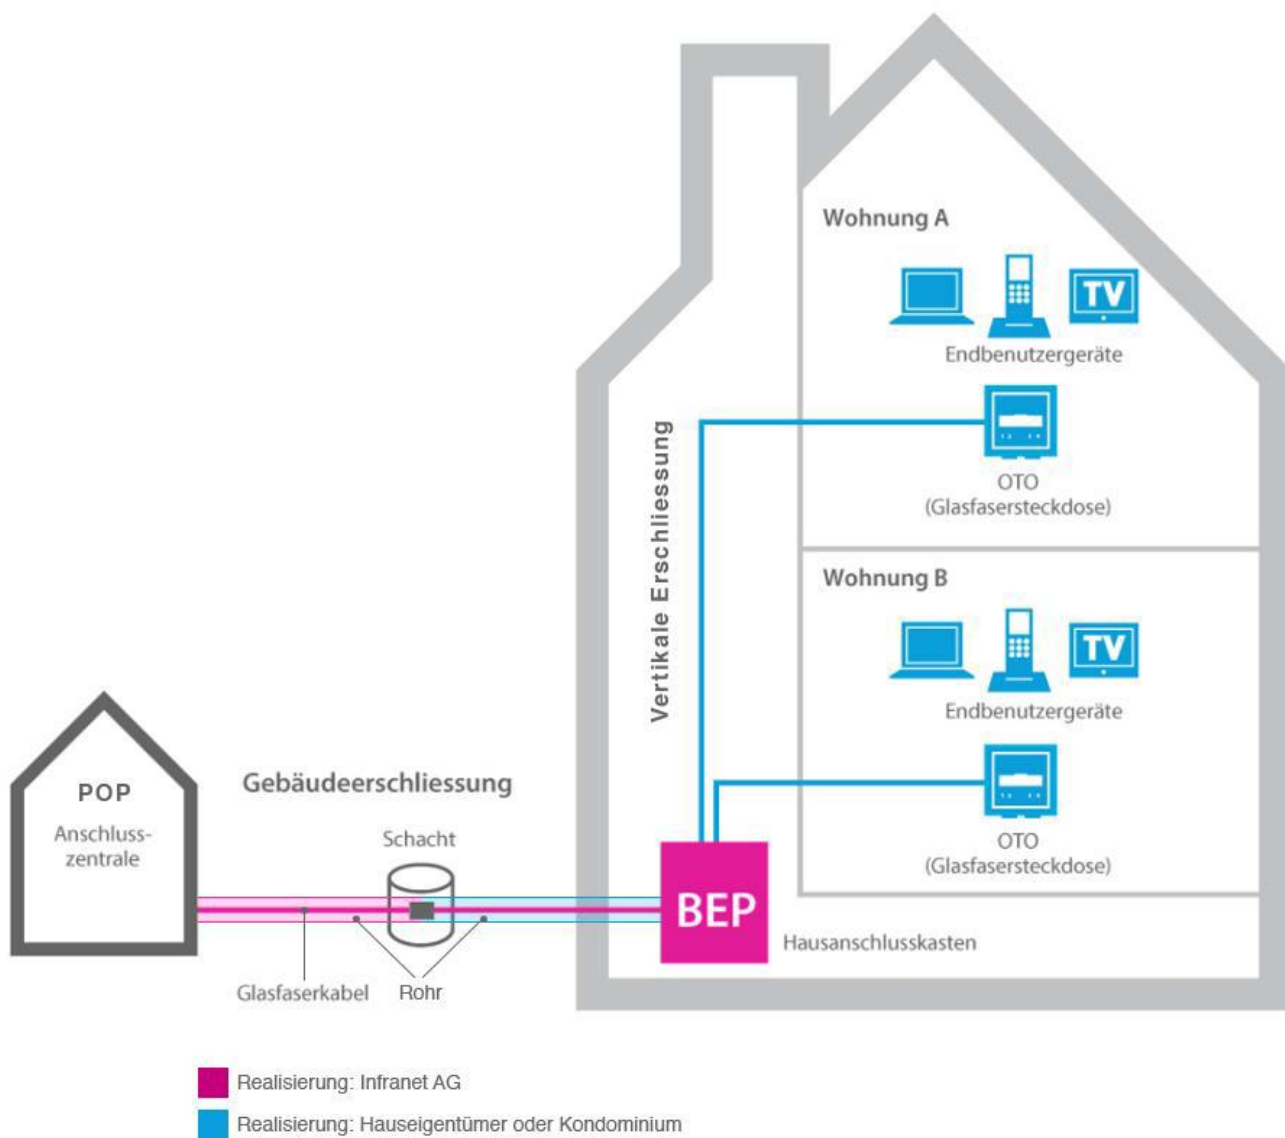 Wohnung A
TV
Endbenutzergeräte
OTO
(Glasfasersteckdose)
Vertikale Erschliessung
Wohnung B
TV
Endbenutzergeräte
OTO
(Glasfasersteckdose)
POP
Anschluss-
zentrale
Gebäudeerschliessung
Schacht
BEP
Hausanschlusskasten
Glasfaserkabel
Rohr
Realisierung: Infranet AG
Realisierung: Hauseigentümer oder Kondominium